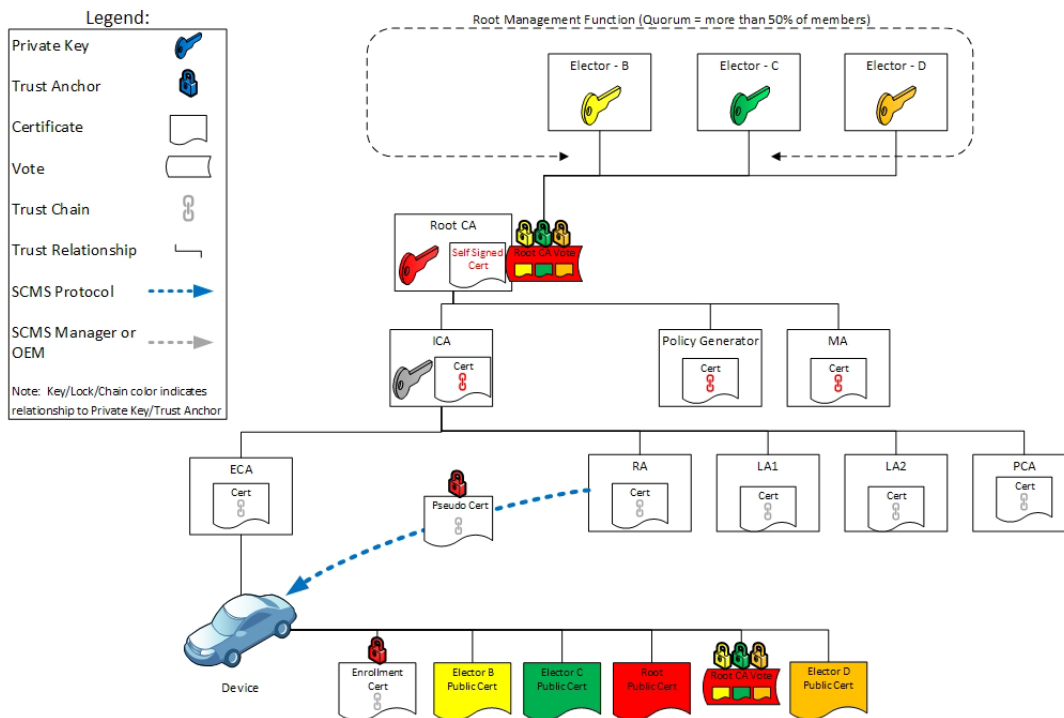 Legend:
Private Key
Trust Anchor
Certificate
Vote
Trust Chain
Trust Relationship
SCMS Protocol
SCMS Manager or
OEM
Note: Key/Lock/Chain color indicates
relationship to Private Key/Trust Anchor
Root Management Function (Quorum = more than 50% of members)
Elector - B
Elector - C
Elector - D
Root CA
Self Signed
Cert
Root CA Vote
ICA
Cert
Policy Generator
Cert
MA
Cert
ECA
Cert
Pseudo Cert
RA
Cert
LA1
Cert
LA2
Cert
PCA
Cert
Device
Enrollment
Cert
Elector B
Public Cert
Elector C
Public Cert
Root
Public Cert
Root CA Vote
Elector D
Public Cert